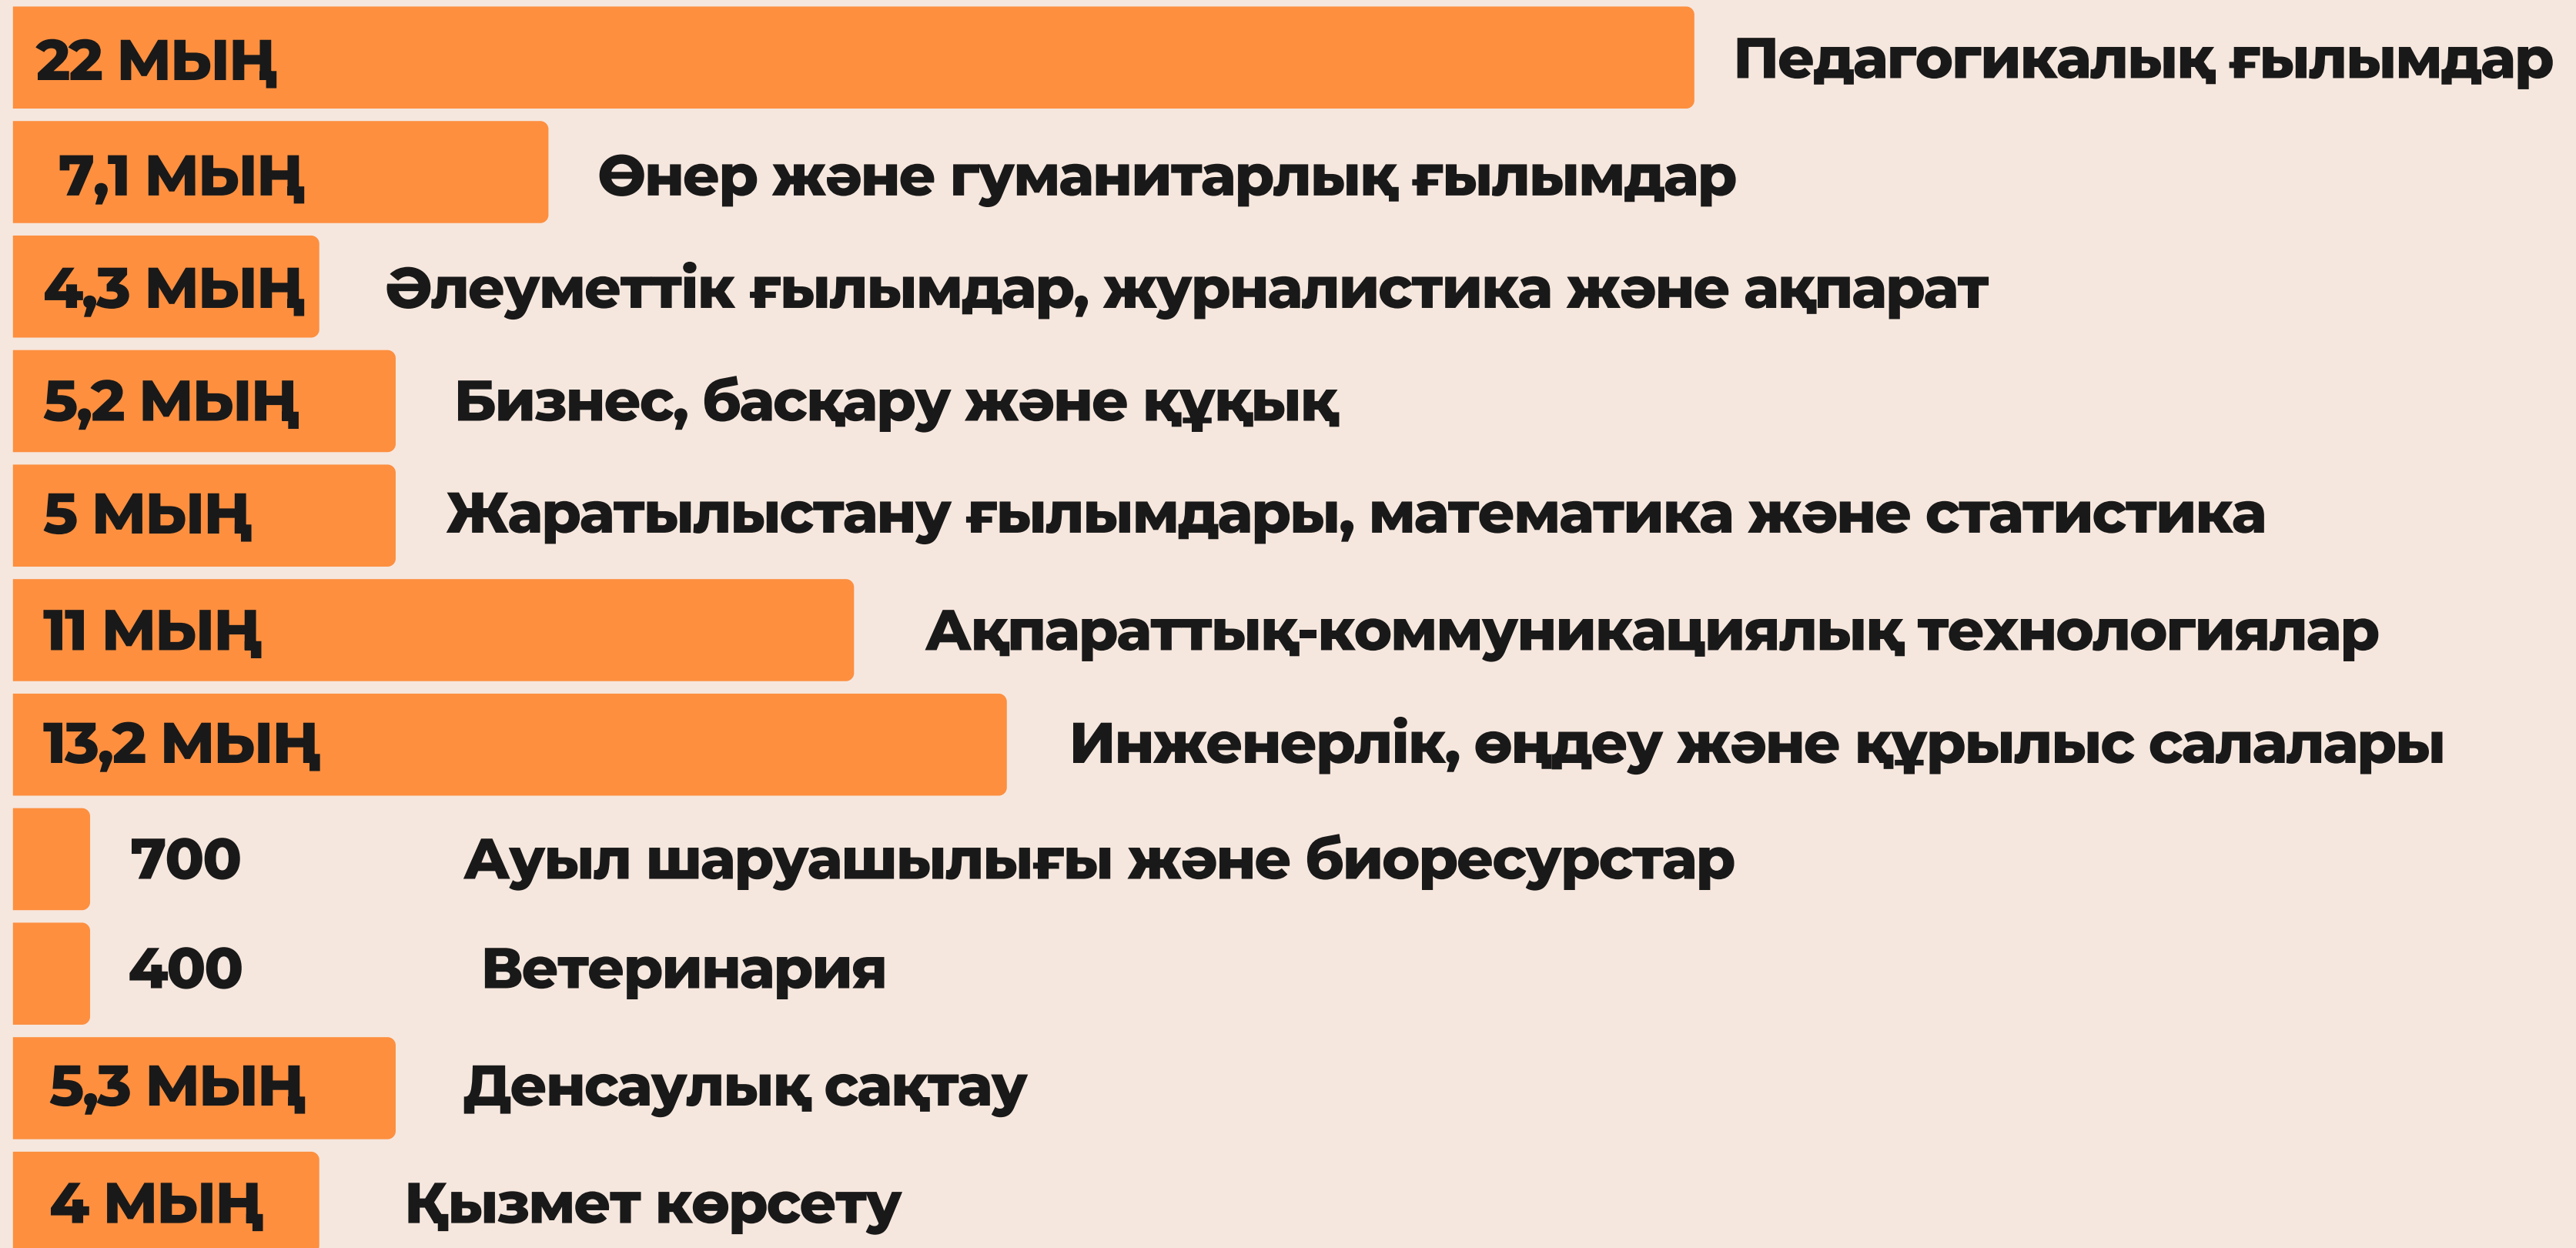 22 МЫҢ Педагогикалық ғылымдар
7,1 МЫҢ Өнер және гуманитарлық ғылымдар
4,3 МЫҢ Әлеуметтік ғылымдар, журналистика және ақпарат
5,2 МЫҢ Бизнес, басқару және құқық
5 МЫҢ Жаратылыстану ғылымдары, математика және статистика
11 МЫҢ Ақпараттық-коммуникациялық технологиялар
13,2 МЫҢ Инженерлік, өңдеу және құрылыс салалары
700 Ауыл шаруашылығы және биоресурстар
400 Ветеринария
5,3 МЫҢ Денсаулық сақтау
4 МЫҢ Қызмет көрсету